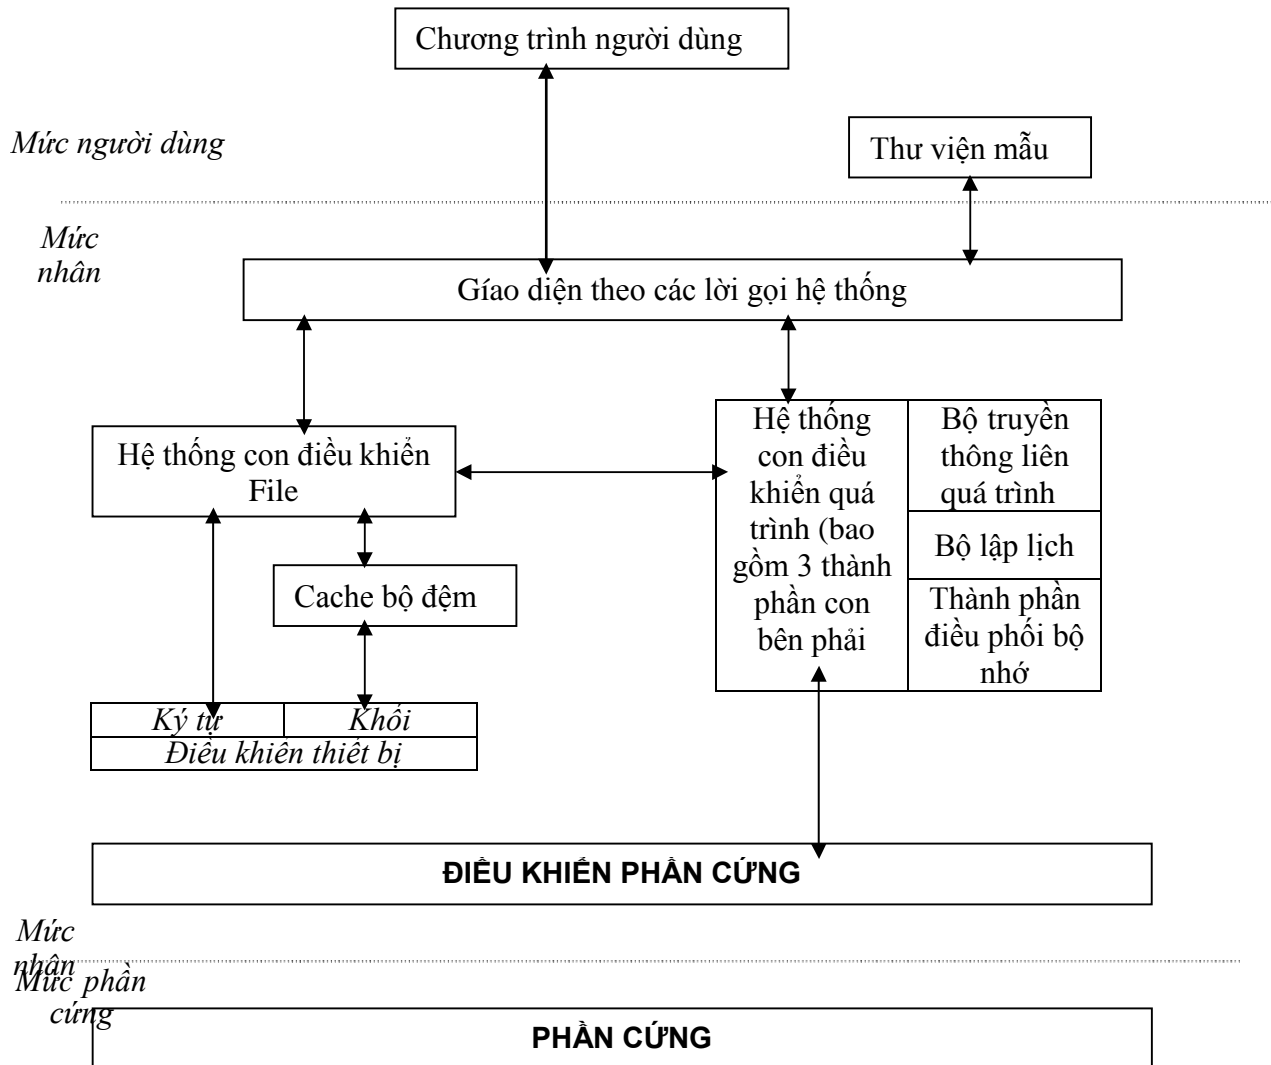 Chương trình người dùng
Mức người dùng
Thư viện mẫu
Mức
nhân
Gíao diện theo các lời gọi hệ thống
Hệ thống con điều khiển
File
Hệ thống
con điều
khiển quá
trình (bao
gồm 3 thành
phần con
bên phải
Bộ truyền
thông liên
quá trình
Bộ lập lịch
Thành phần
điều phối bộ
nhớ
Cache bộ đệm
Ký tự
Khối
Điều khiển thiết bị
ĐIỀU KHIỂN PHẦN CỨNG
Mức
nhân
Mức phần
cứng
PHẦN CỨNG